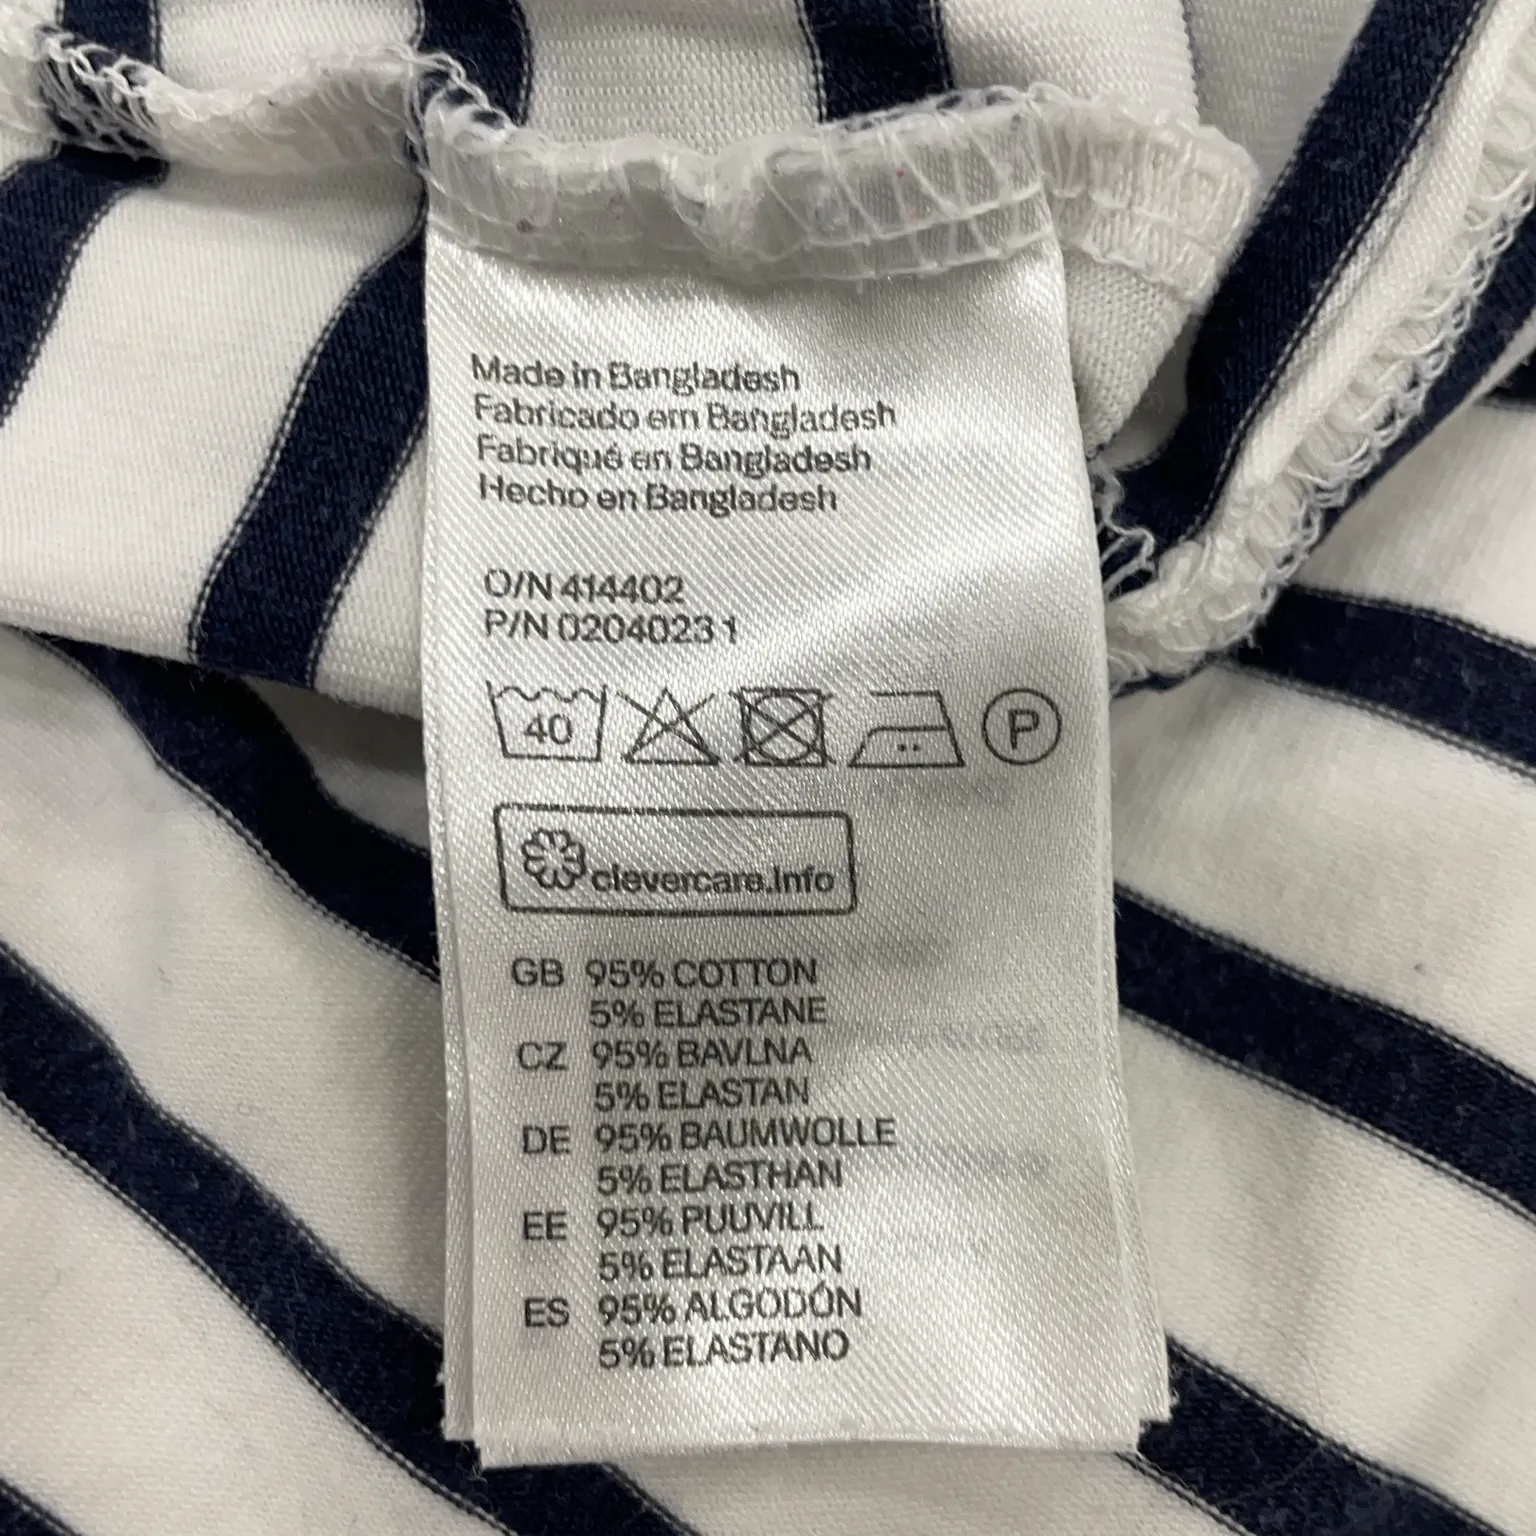 Made in Bangladesh
Fabricado em Bangladesh
Fabriqué en Bangladesh
Hecho en Bangladesh
O/N 414402
P/N 02040231
40
P
clevercare.info
GB 95% COTTON
5% ELASTANE
CZ 95% BAVLNA
5% ELASTAN
DE 95% BAUMWOLLE
5% ELASTHAN
EE 95% PUUVILL
5% ELASTAAN
ES 95% ALGODÓN
5% ELASTANO